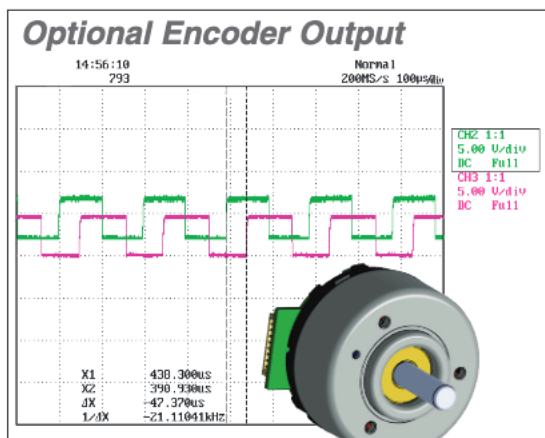 Optional Encoder Output
14:56:10
793
Normal
200MS/s 100µs/div
CH2 1:1
5.00 V/div
DC Full
CH3 1:1
5.00 V/div
DC Full
X1 438.300us
X2 390.930us
ΔX -47.370us
1/ΔX -21.11041kHz